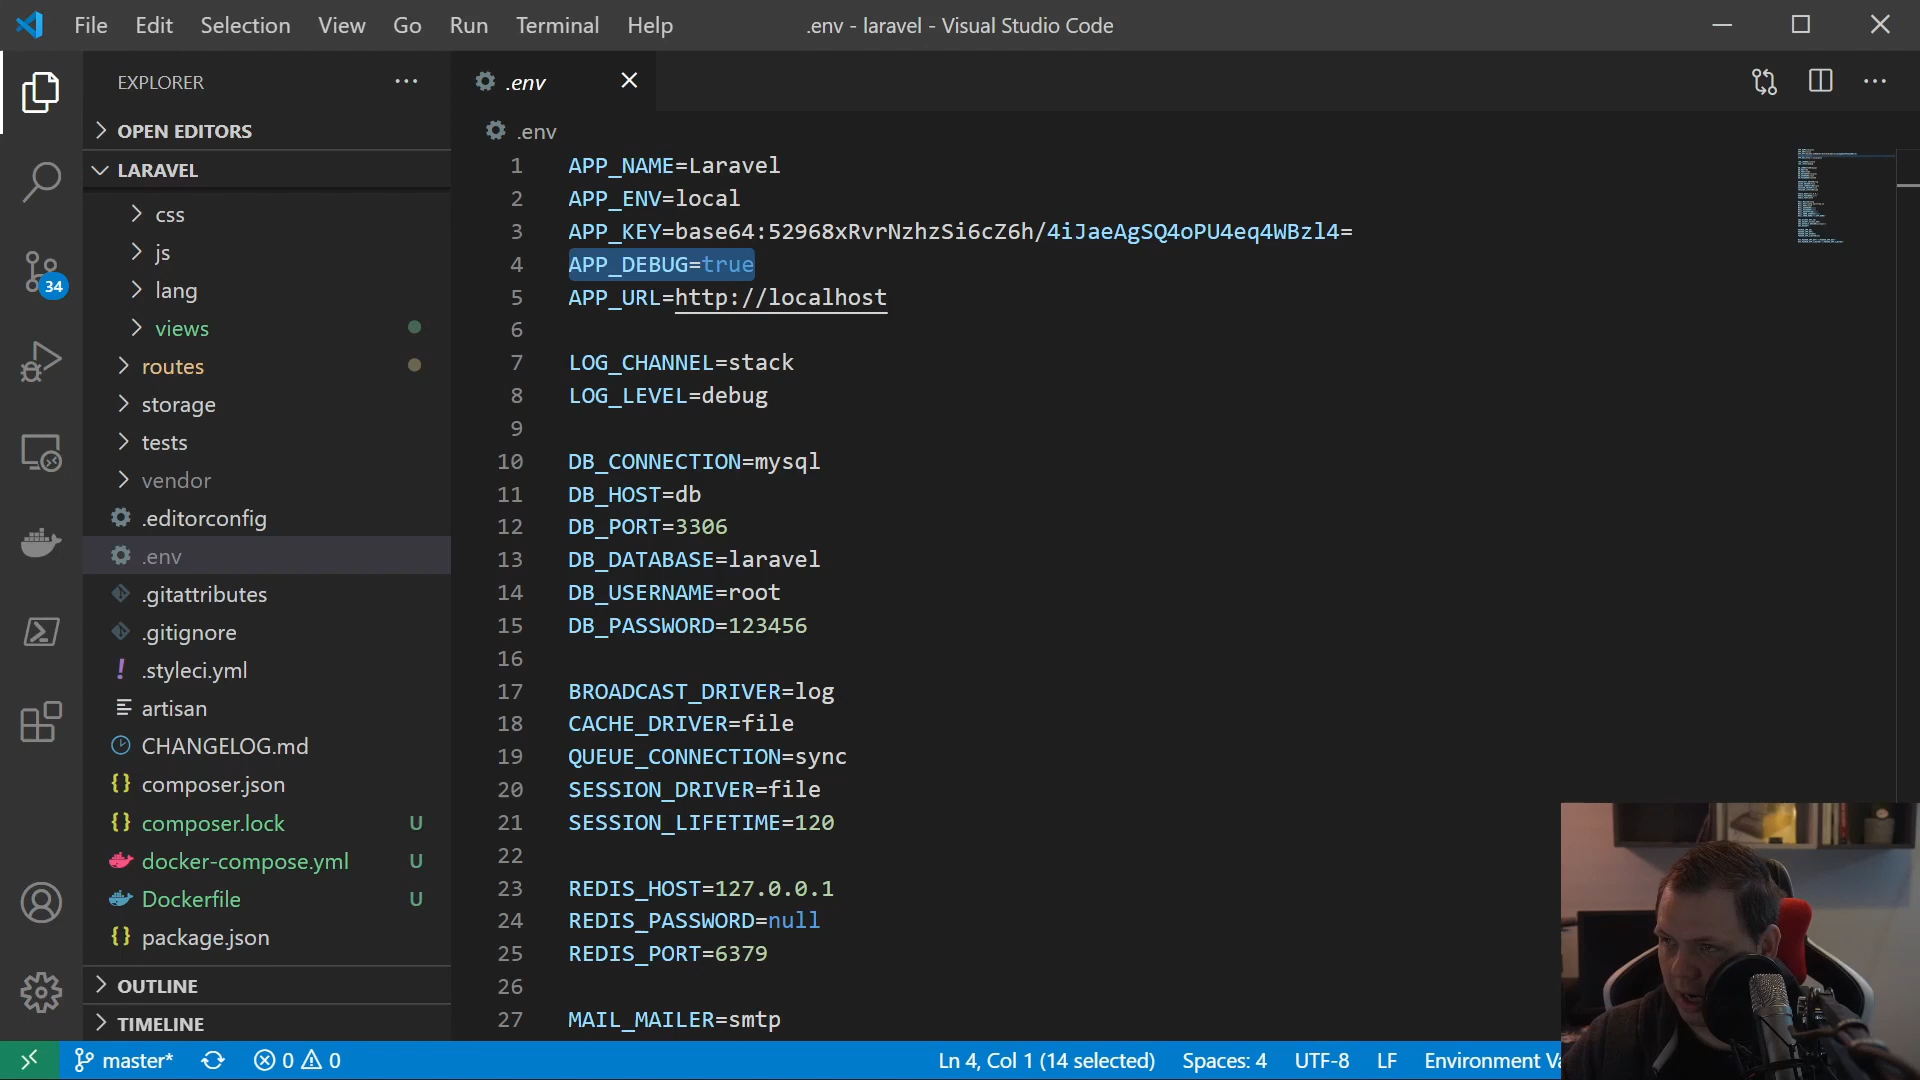 File Edit Selection View Go Run Terminal Help
.env - laravel - Visual Studio Code
EXPLORER
OPEN EDITORS
LARAVEL
css
js
lang
views
routes
storage
tests
vendor
.editorconfig
.env
.gitattributes
.gitignore
.styleci.yml
artisan
CHANGELOG.md
composer.json
composer.lock U
docker-compose.yml U
Dockerfile U
package.json
OUTLINE
TIMELINE
34
.env
.env
1 APP_NAME=Laravel
2 APP_ENV=local
3 APP_KEY=base64:52968xRvrNzhzSi6cZ6h/4iJaeAgSQ4oPU4eq4WBzl4=
4 APP_DEBUG=true
5 APP_URL=http://localhost
6
7 LOG_CHANNEL=stack
8 LOG_LEVEL=debug
9
10 DB_CONNECTION=mysql
11 DB_HOST=db
12 DB_PORT=3306
13 DB_DATABASE=laravel
14 DB_USERNAME=root
15 DB_PASSWORD=123456
16
17 BROADCAST_DRIVER=log
18 CACHE_DRIVER=file
19 QUEUE_CONNECTION=sync
20 SESSION_DRIVER=file
21 SESSION_LIFETIME=120
22
23 REDIS_HOST=127.0.0.1
24 REDIS_PASSWORD=null
25 REDIS_PORT=6379
26
27 MAIL_MAILER=smtp
master* 0 0 Ln 4, Col 1 (14 selected) Spaces: 4 UTF-8 LF Environment Va